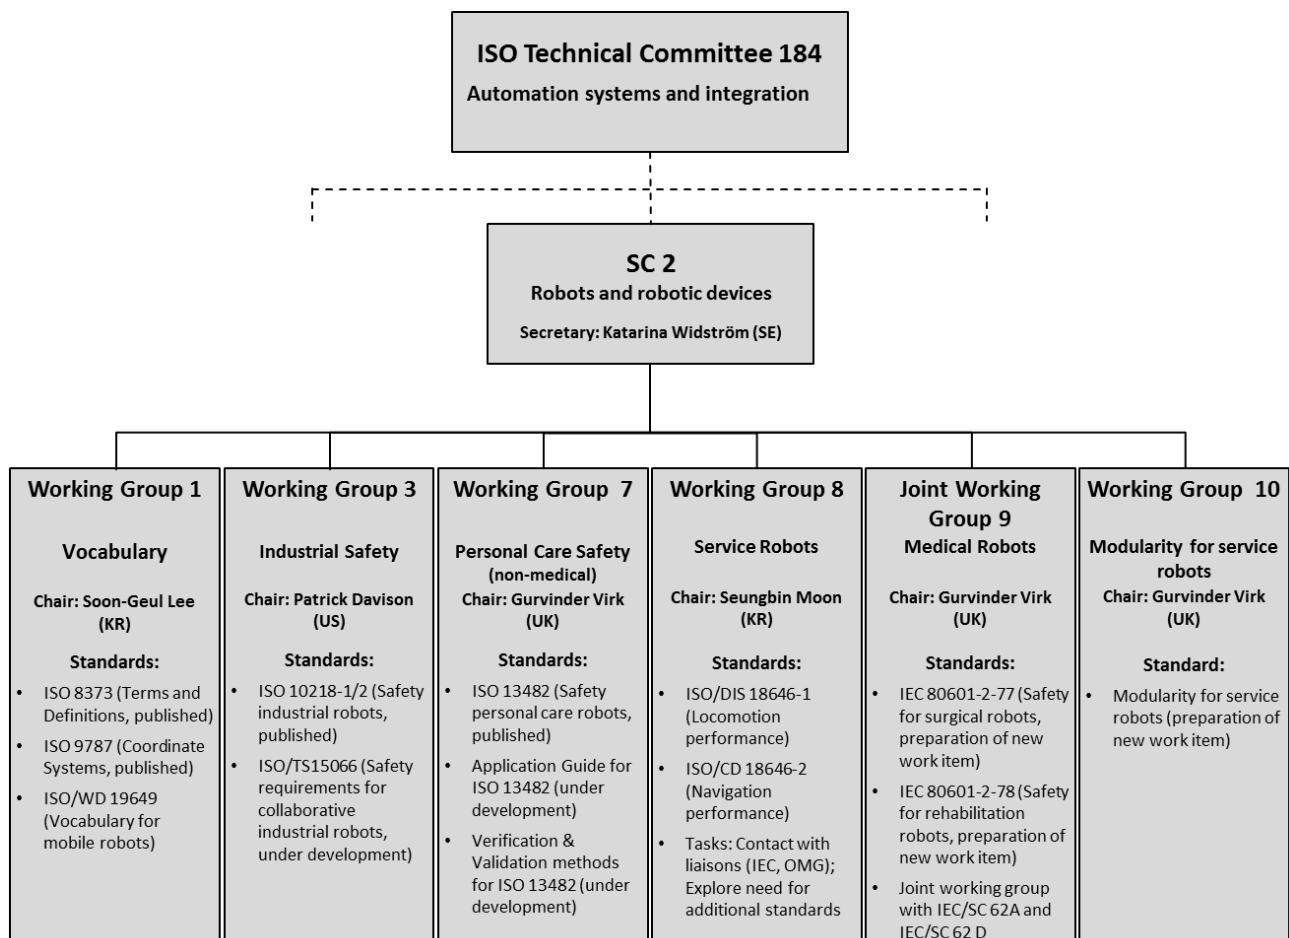 ISO Technical Committee 184
Automation systems and integration
SC 2
Robots and robotic devices
Secretary: Katarina Widström (SE)
Working Group 1
Vocabulary
Chair: Soon-Geul Lee
(KR)
Standards:
• ISO 8373 (Terms and
Definitions, published)
• ISO 9787 (Coordinate
Systems, published)
• ISO/WD 19649
(Vocabulary for
mobile robots)
Working Group 3
Industrial Safety
Chair: Patrick Davison
(US)
Standards:
• ISO 10218-1/2 (Safety
industrial robots,
published)
• ISO/TS15066 (Safety
requirements for
collaborative
industrial robots,
under development)
Working Group 7
Personal Care Safety
(non-medical)
Chair: Gurvinder Virk
(UK)
Standards:
• ISO 13482 (Safety
personal care robots,
published)
• Application Guide for
ISO 13482 (under
development)
• Verification &
Validation methods
for ISO 13482 (under
development)
Working Group 8
Service Robots
Chair: Seungbin Moon
(KR)
Standards:
• ISO/DIS 18646-1
(Locomotion
performance)
• ISO/CD 18646-2
(Navigation
performance)
• Tasks: Contact with
liaisons (IEC, OMG);
Explore need for
additional standards
Joint Working
Group 9
Medical Robots
Chair: Gurvinder Virk
(UK)
Standards:
• IEC 80601-2-77 (Safety
for surgical robots,
preparation of new
work item)
• IEC 80601-2-78 (Safety
for rehabilitation
robots, preparation of
new work item)
• Joint working group
with IEC/SC 62A and
IEC/SC 62 D
Working Group 10
Modularity for service
robots
Chair: Gurvinder Virk
(UK)
Standard:
• Modularity for service
robots (preparation of
new work item)